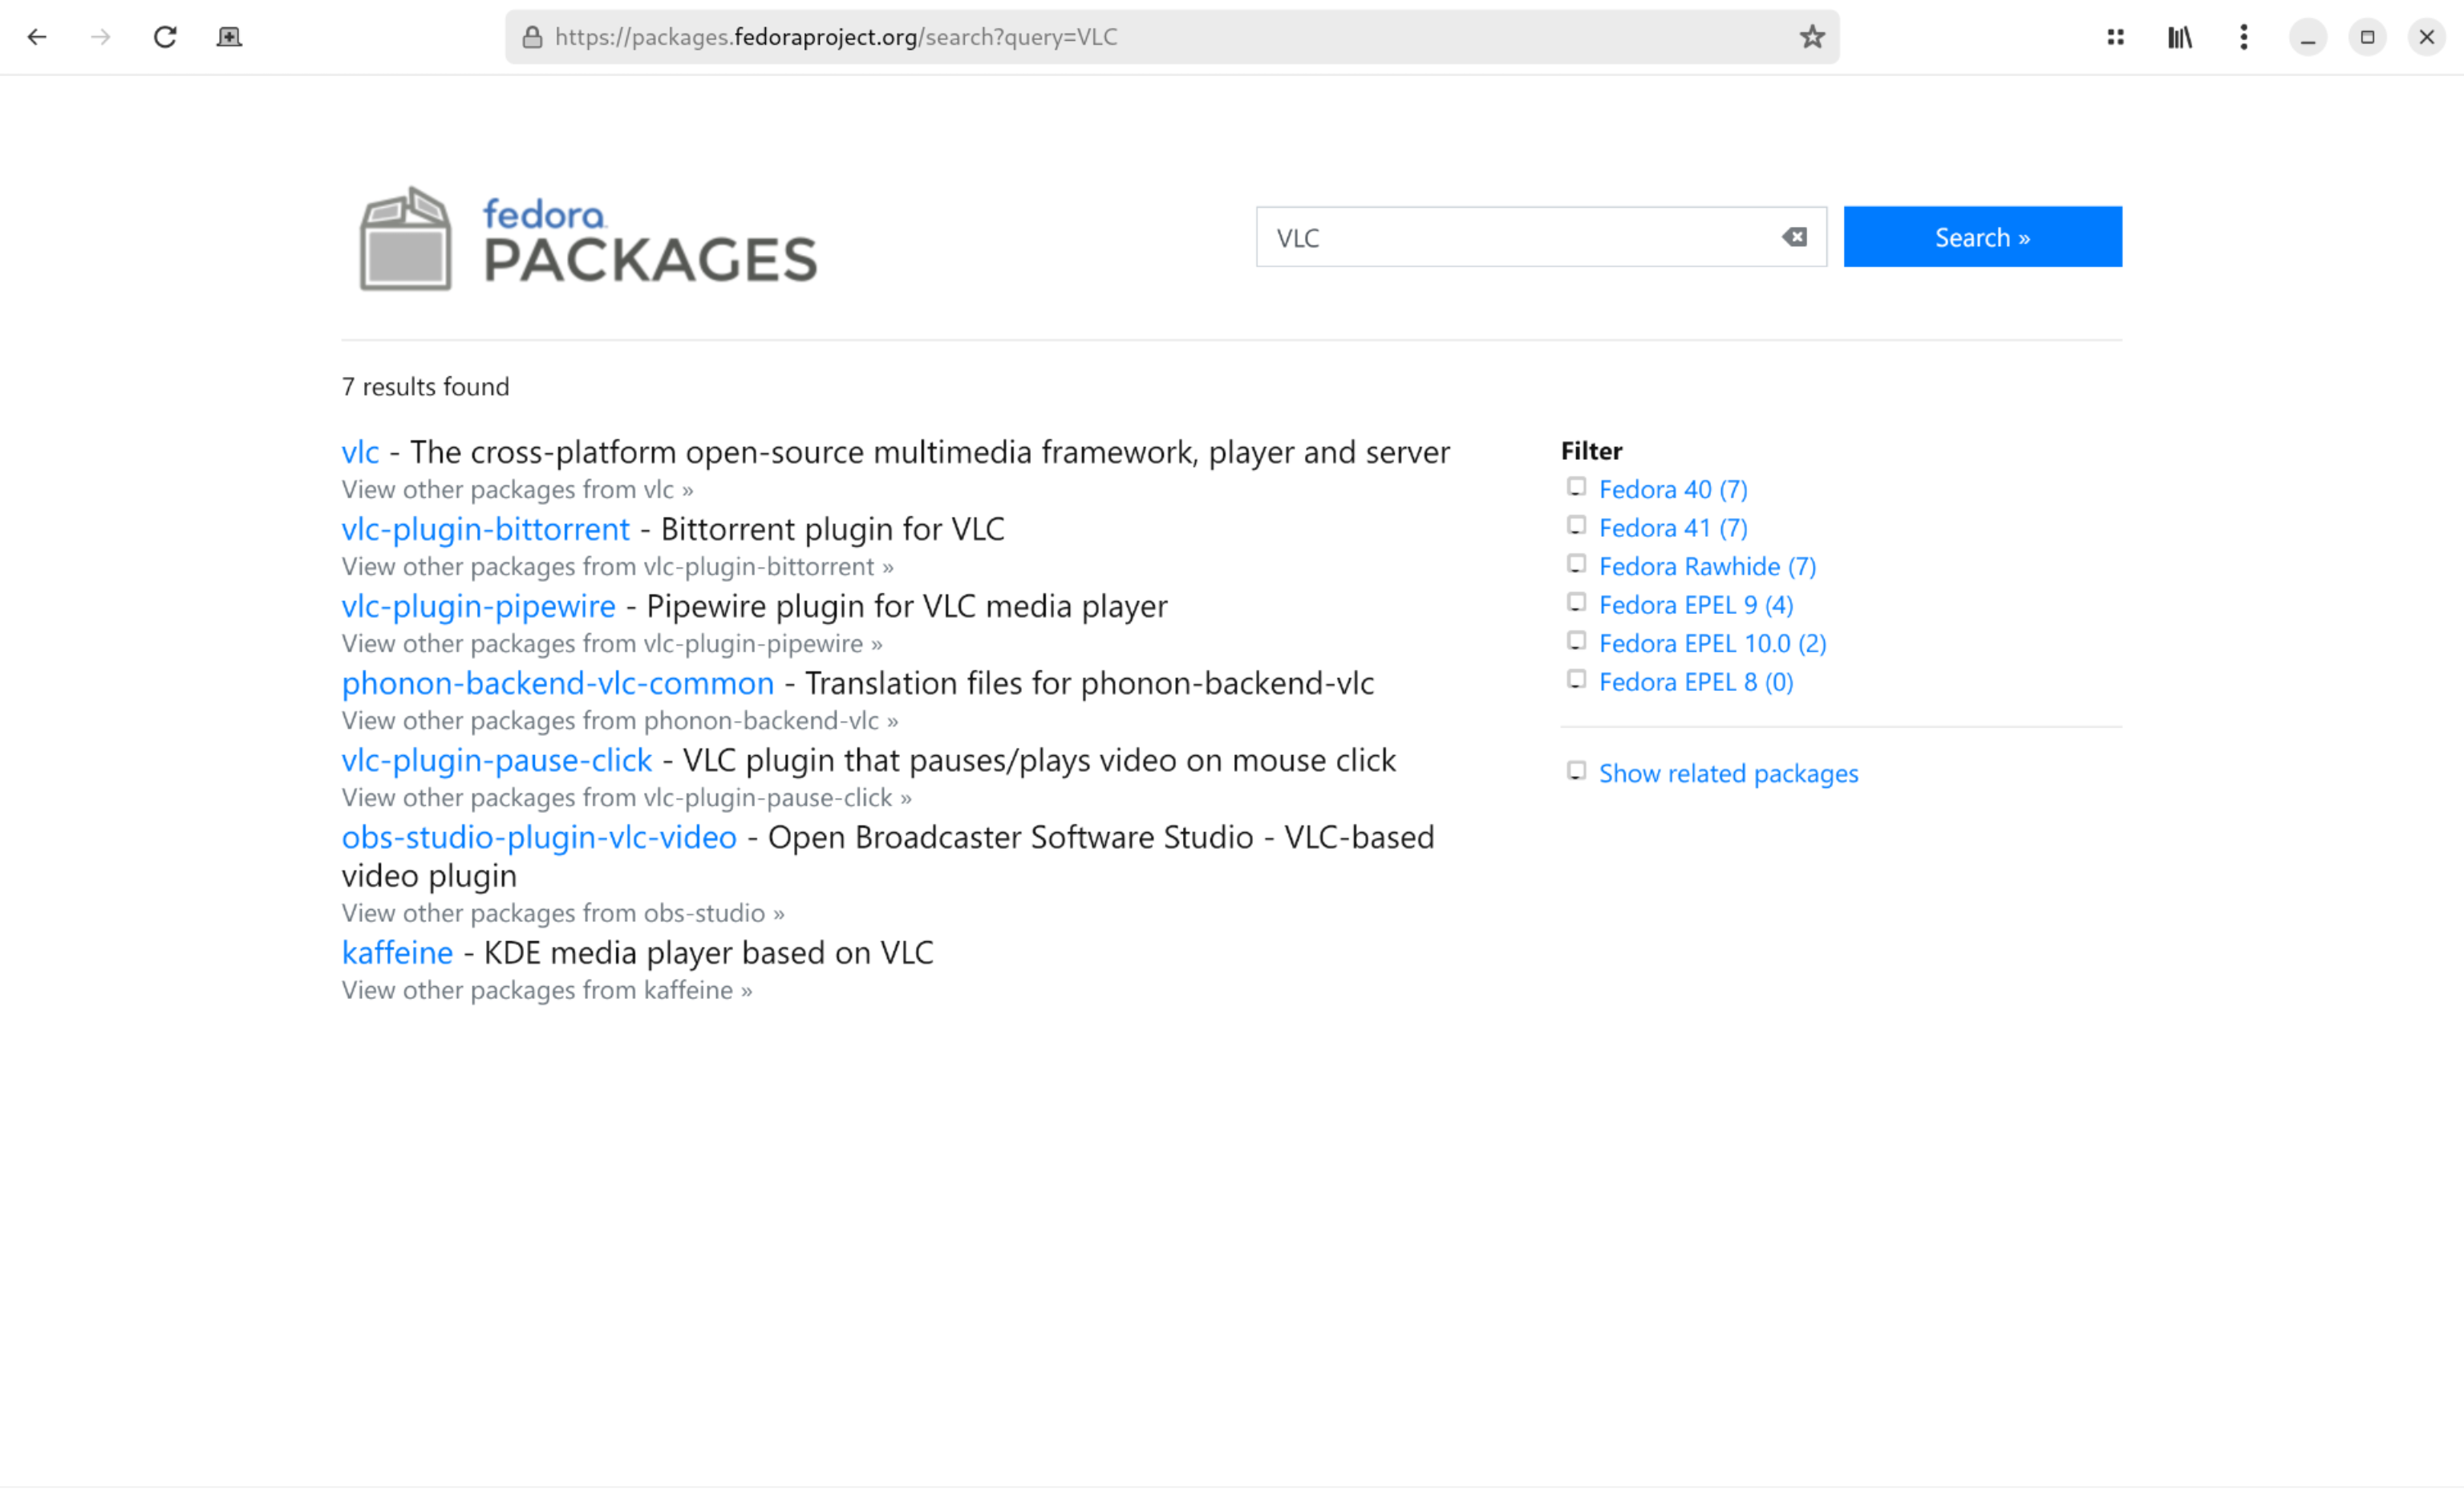 https://packages.fedoraproject.org/search?query=VLC
fedora
PACKAGES
VLC
Search »
7 results found
vlc - The cross-platform open-source multimedia framework, player and server
View other packages from vlc »
vlc-plugin-bittorrent - Bittorrent plugin for VLC
View other packages from vlc-plugin-bittorrent »
vlc-plugin-pipewire - Pipewire plugin for VLC media player
View other packages from vlc-plugin-pipewire »
phonon-backend-vlc-common - Translation files for phonon-backend-vlc
View other packages from phonon-backend-vlc »
vlc-plugin-pause-click - VLC plugin that pauses/plays video on mouse click
View other packages from vlc-plugin-pause-click »
obs-studio-plugin-vlc-video - Open Broadcaster Software Studio - VLC-based
video plugin
View other packages from obs-studio »
kaffeine - KDE media player based on VLC
View other packages from kaffeine »
Filter
Fedora 40 (7)
Fedora 41 (7)
Fedora Rawhide (7)
Fedora EPEL 9 (4)
Fedora EPEL 10.0 (2)
Fedora EPEL 8 (0)
Show related packages